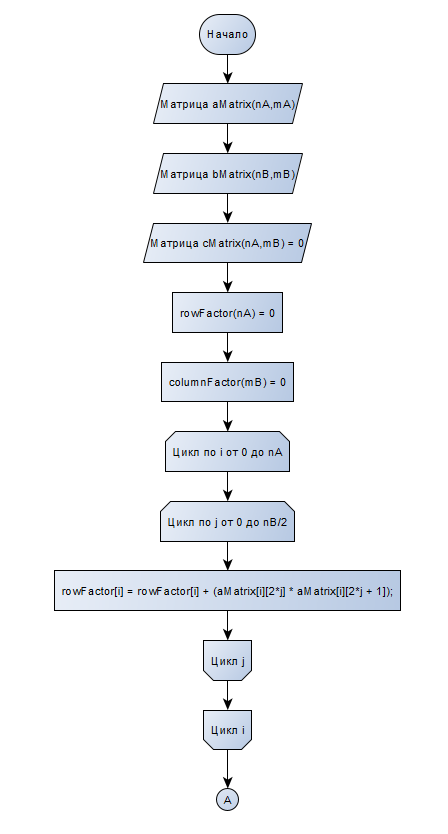 Начало
Матрица aMatrix(nA,mA)
Матрица bMatrix(nB,mB)
Матрица cMatrix(nA,mB) = 0
rowFactor(nA) = 0
columnFactor(mB) = 0
Цикл по i от 0 до nA
Цикл по j от 0 до nB/2
rowFactor[i] = rowFactor[i] + (aMatrix[i][2*j] * aMatrix[i][2*j + 1]);
Цикл j
Цикл i
A